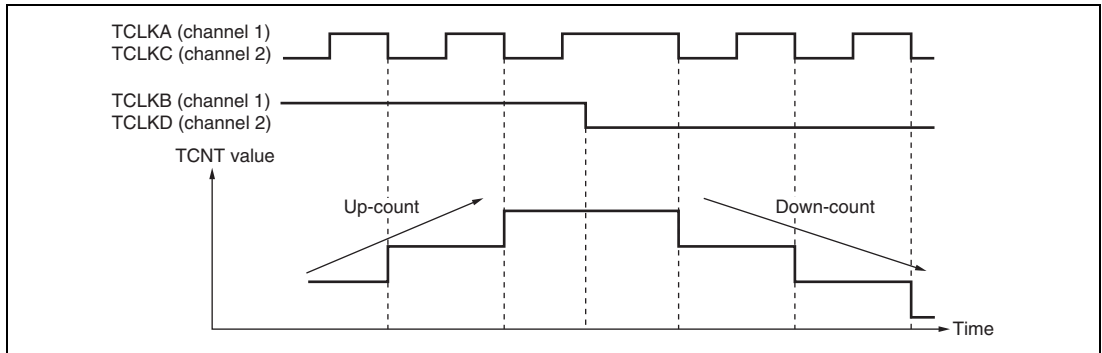 TCLKA (channel 1)
TCLKC (channel 2)
TCLKB (channel 1)
TCLKD (channel 2)
TCNT value
Up-count
Down-count
Time